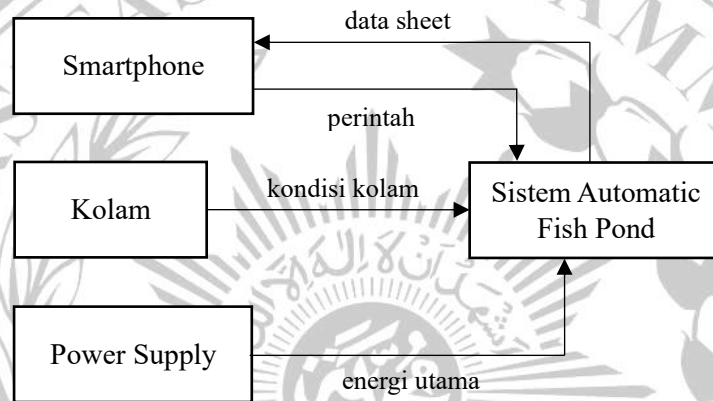 data sheet
Smartphone
perintah
Kolam
kondisi kolam
Sistem Automatic
Fish Pond
Power Supply
energi utama